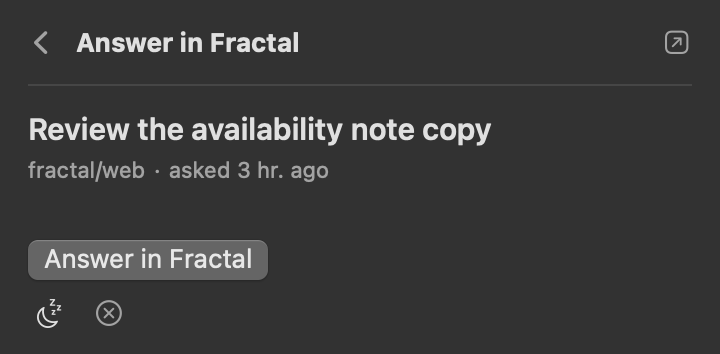 Answer in Fractal
Review the availability note copy
fractal/web · asked 3 hr. ago
Answer in Fractal